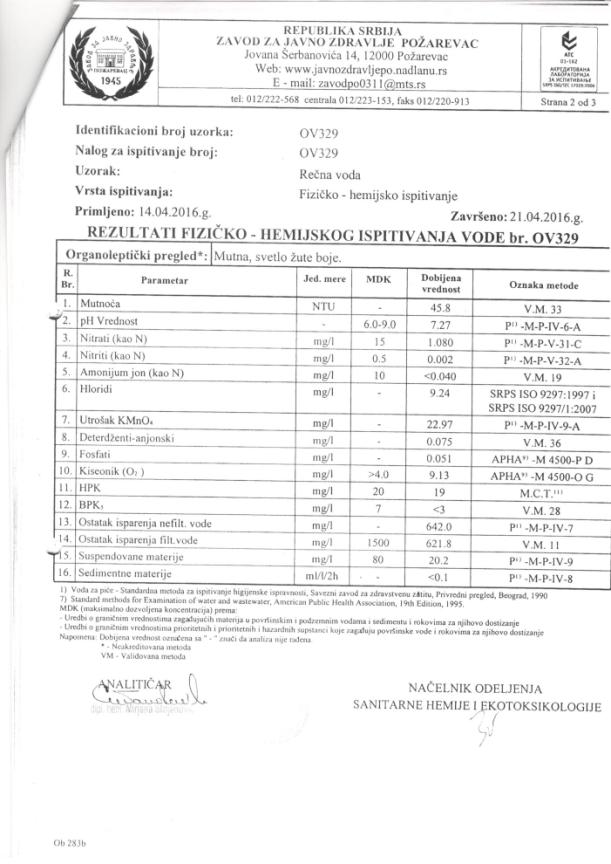 ЗАВОД ЗА ЈАВНО ЗДРАВЉЕ
ПОЖАРЕВАЦ
1945
REPUBLIKA SRBIJA
ZAVOD ZA JAVNO ZDRAVLJE POŽAREVAC
Jovana Šerbanovića 14, 12000 Požarevac
Web: www.javnozdravljepo.nadlanu.rs
E - mail: zavodpo0311@mts.rs
tel: 012/222-568 centrala 012/223-153, faks 012/220-913
АТС
01-162
АКРЕДИТОВАНА
ЛАБОРАТОРИЈА
ЗА ИСПИТИВАЊЕ
SRPS ISO/IEC 17025:2006
Strana 2 od 3
Identifikacioni broj uzorka: OV329
Nalog za ispitivanje broj: OV329
Uzorak: Rečna voda
Vrsta ispitivanja: Fizičko - hemijsko ispitivanje
Primljeno: 14.04.2016.g. Završeno: 21.04.2016.g.
REZULTATI FIZIČKO - HEMIJSKOG ISPITIVANJA VODE br. OV329
Organoleptički pregled*: Mutna, svetlo žute boje.
R. Br. Parametar Jed. mere MDK Dobijena vrednost Oznaka metode
1. Mutnoća NTU - 45.8 V.M. 33
2. pH Vrednost - 6.0-9.0 7.27 P¹⁾ -M-P-IV-6-A
3. Nitrati (kao N) mg/l 15 1.080 P¹⁾ -M-P-V-31-C
4. Nitriti (kao N) mg/l 0.5 0.002 P¹⁾ -M-P-V-32-A
5. Amonijum jon (kao N) mg/l 10 <0.040 V.M. 19
6. Hloridi mg/l - 9.24 SRPS ISO 9297:1997 i
SRPS ISO 9297/1:2007
7. Utrošak KMnO₄ mg/l - 22.97 P¹⁾ -M-P-IV-9-A
8. Deterdženti-anjonski mg/l - 0.075 V.M. 36
9. Fosfati mg/l - 0.051 APHA⁹⁾ -M 4500-P D
10. Kiseonik (O₂ ) mg/l >4.0 9.13 APHA⁹⁾ -M 4500-O G
11. HPK mg/l 20 19 M.C.T.¹¹⁾
12. BPK₅ mg/l 7 <3 V.M. 28
13. Ostatak isparenja nefilt. vode mg/l - 642.0 P¹⁾ -M-P-IV-7
14. Ostatak isparenja filt.vode mg/l 1500 621.8 V.M. 11
15. Suspendovane materije mg/l 80 20.2 P¹⁾ -M-P-IV-9
16. Sedimentne materije ml/l/2h - <0.1 P¹⁾ -M-P-IV-8
1) Voda za piće - Standardna metoda za ispitivanje higijenske ispravnosti, Savezni zavod za zdravstvenu zštitu, Privredni pregled, Beograd, 1990
7) Standard methods for Examination of water and wastewater, American Public Health Association, 19th Edition, 1995.
MDK (maksimalno dozvoljena koncentracija) prema:
- Uredbi o graničnim vrednostima zagađujućih materija u površinskim i podzemnim vodama i sedimentu i rokovima za njihovo dostizanje
- Uredbi o graničnim vrednostima prioritetnih i prioritetnih i hazardnih supstanci koje zagađuju površinske vode i rokovima za njihovo dostizanje
Napomena: Dobijena vrednost označena sa " - " znači da analiza nije rađena.
* - Neakreditovana metoda
VM - Validovana metoda
ANALITIČAR
dipl. hem. Mirjana
NAČELNIK ODELJENJA
SANITARNE HEMIJE I EKOTOKSIKOLOGIJE
Ob 283b